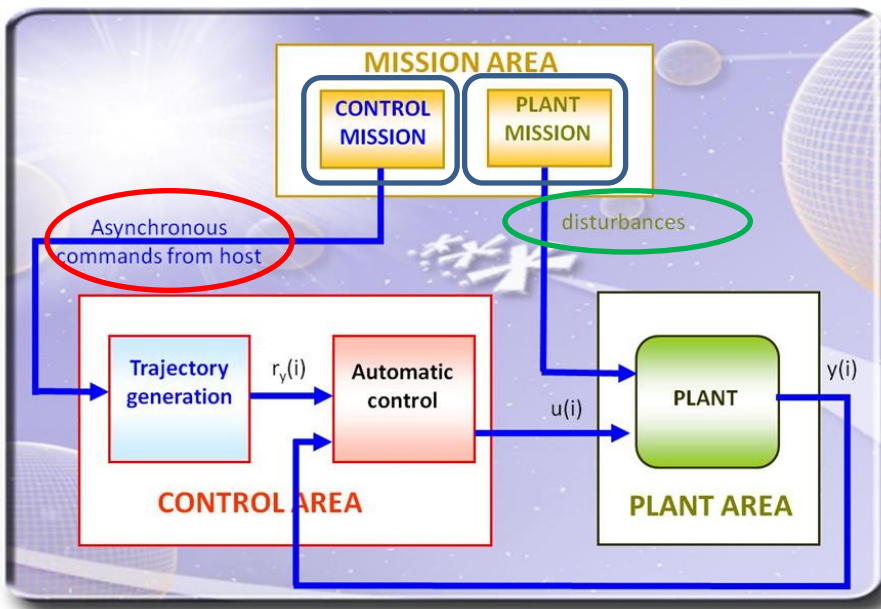 MISSION AREA
CONTROL
MISSION
PLANT
MISSION
Asynchronous
commands from host
disturbances
Trajectory
generation
r_y(i)
Automatic
control
u(i)
PLANT
y(i)
CONTROL AREA
PLANT AREA